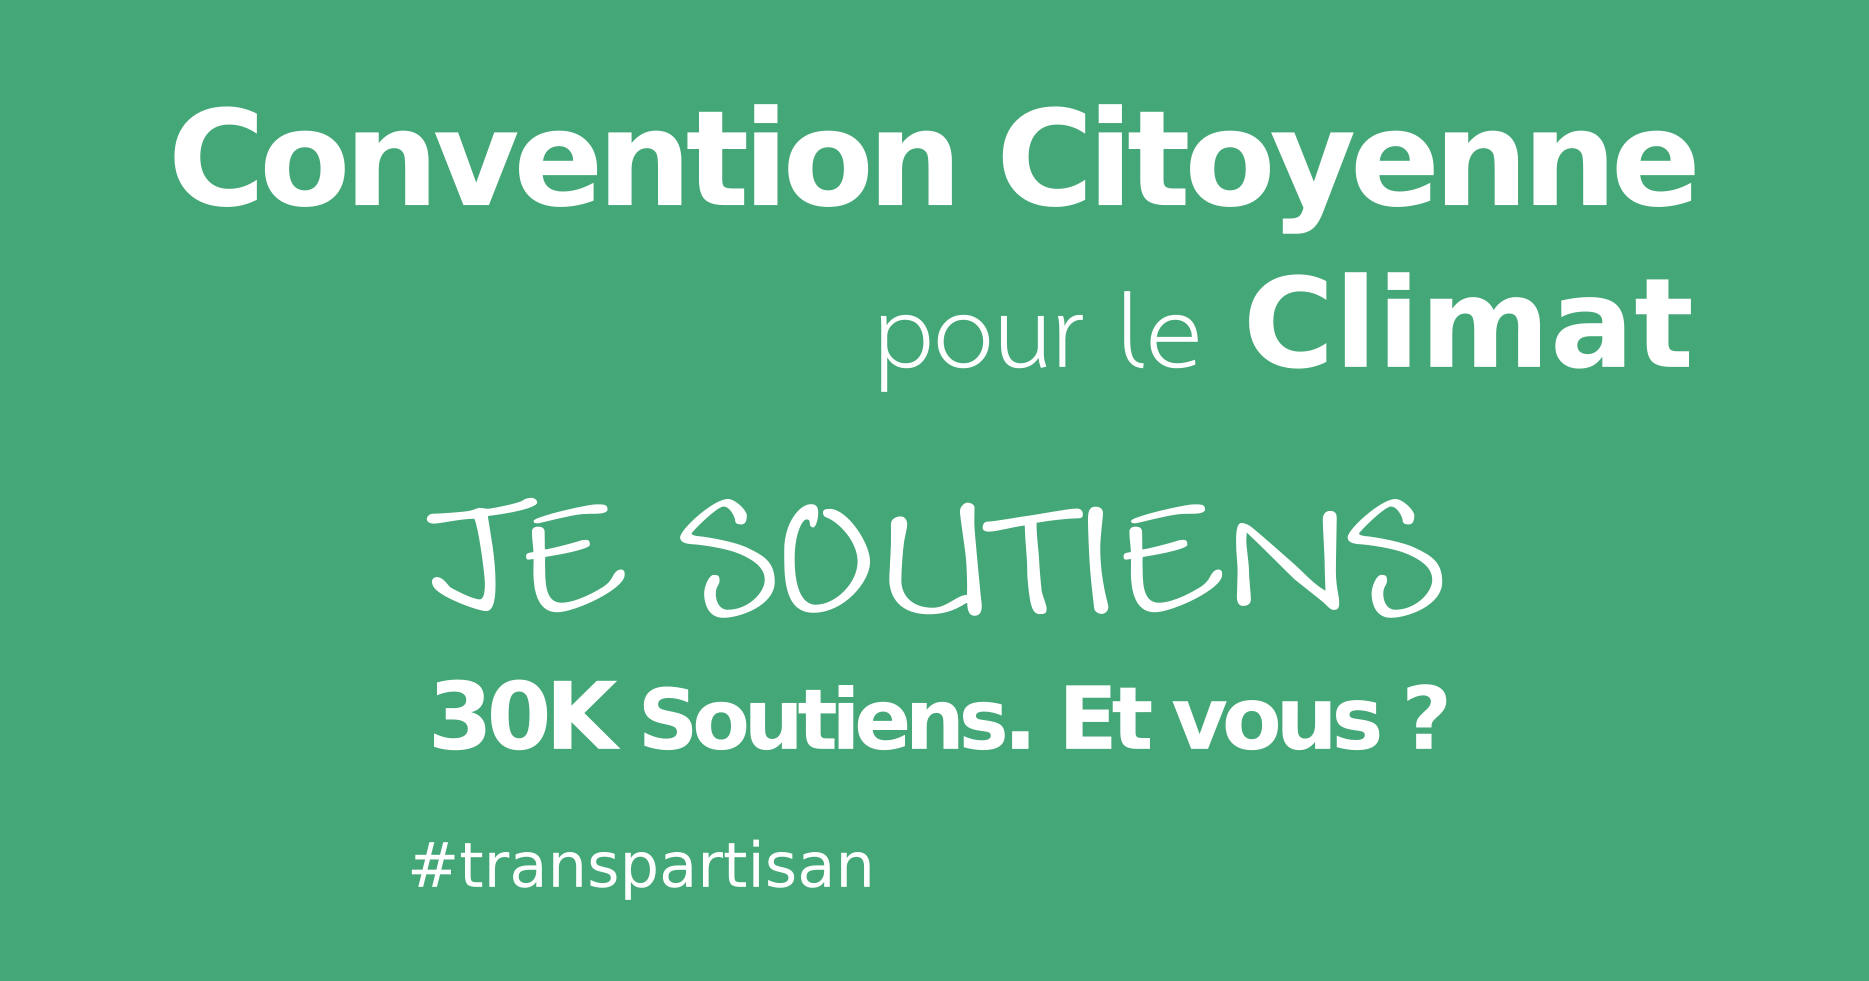 Convention Citoyenne
pour le Climat
JE SOUTIENS
30K Soutiens. Et vous ?
#transpartisan